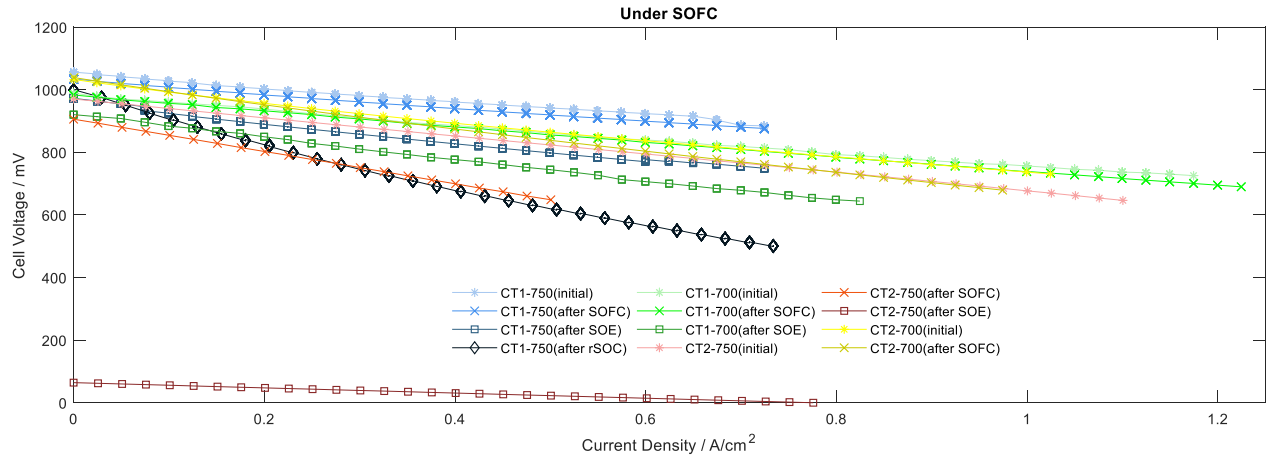 Under SOFC
1200
1000
800
600
400
200
0
Cell Voltage / mV
0
0.2
0.4
0.6
0.8
1
1.2
Current Density / A/cm²
CT1-750(initial)
CT1-750(after SOFC)
CT1-750(after SOE)
CT1-750(after rSOC)
CT1-700(initial)
CT1-700(after SOFC)
CT1-700(after SOE)
CT2-750(initial)
CT2-750(after SOFC)
CT2-750(after SOE)
CT2-700(initial)
CT2-700(after SOFC)